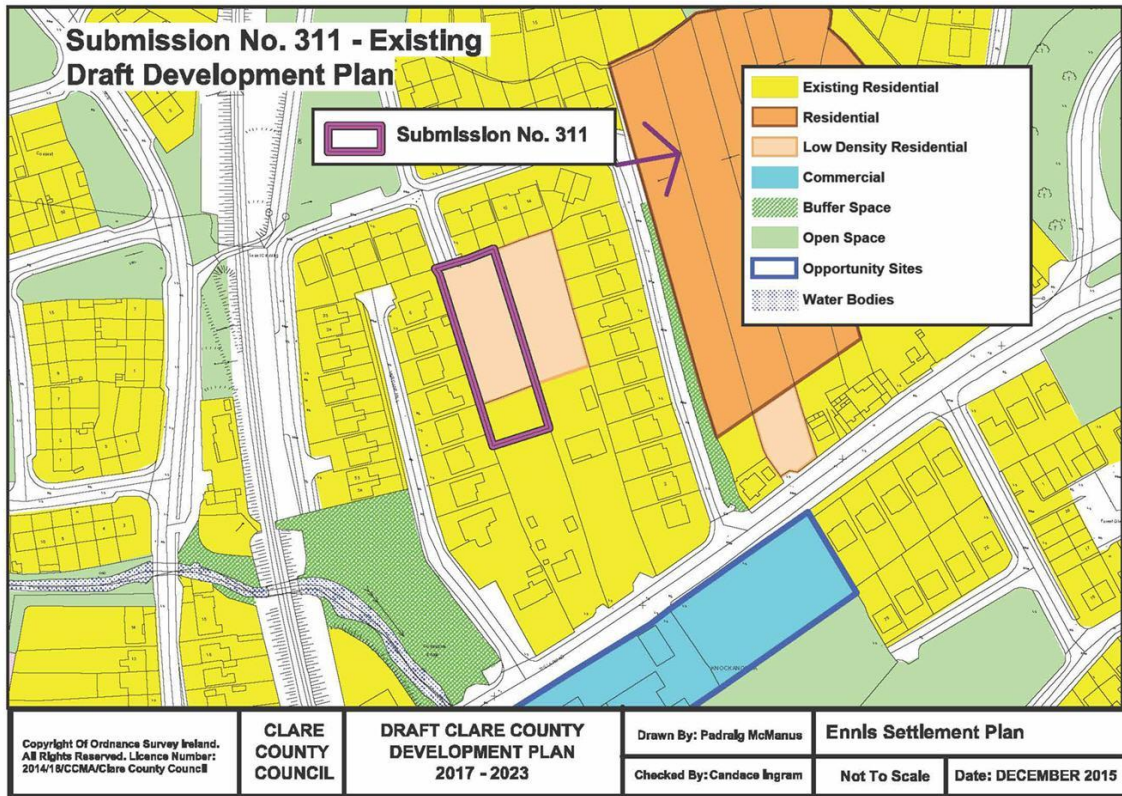 Submission No. 311 - Existing
Draft Development Plan
Submission No. 311
Existing Residential
Residential
Low Density Residential
Commercial
Buffer Space
Open Space
Opportunity Sites
Water Bodies
KNOCKANO
Copyright Of Ordnance Survey Ireland.
All Rights Reserved. Licence Number:
2014/18/CCMA/Clare County Council
CLARE
COUNTY
COUNCIL
DRAFT CLARE COUNTY
DEVELOPMENT PLAN
2017 - 2023
Drawn By: Padraig McManus
Checked By: Candace Ingram
Ennis Settlement Plan
Not To Scale
Date: DECEMBER 2015